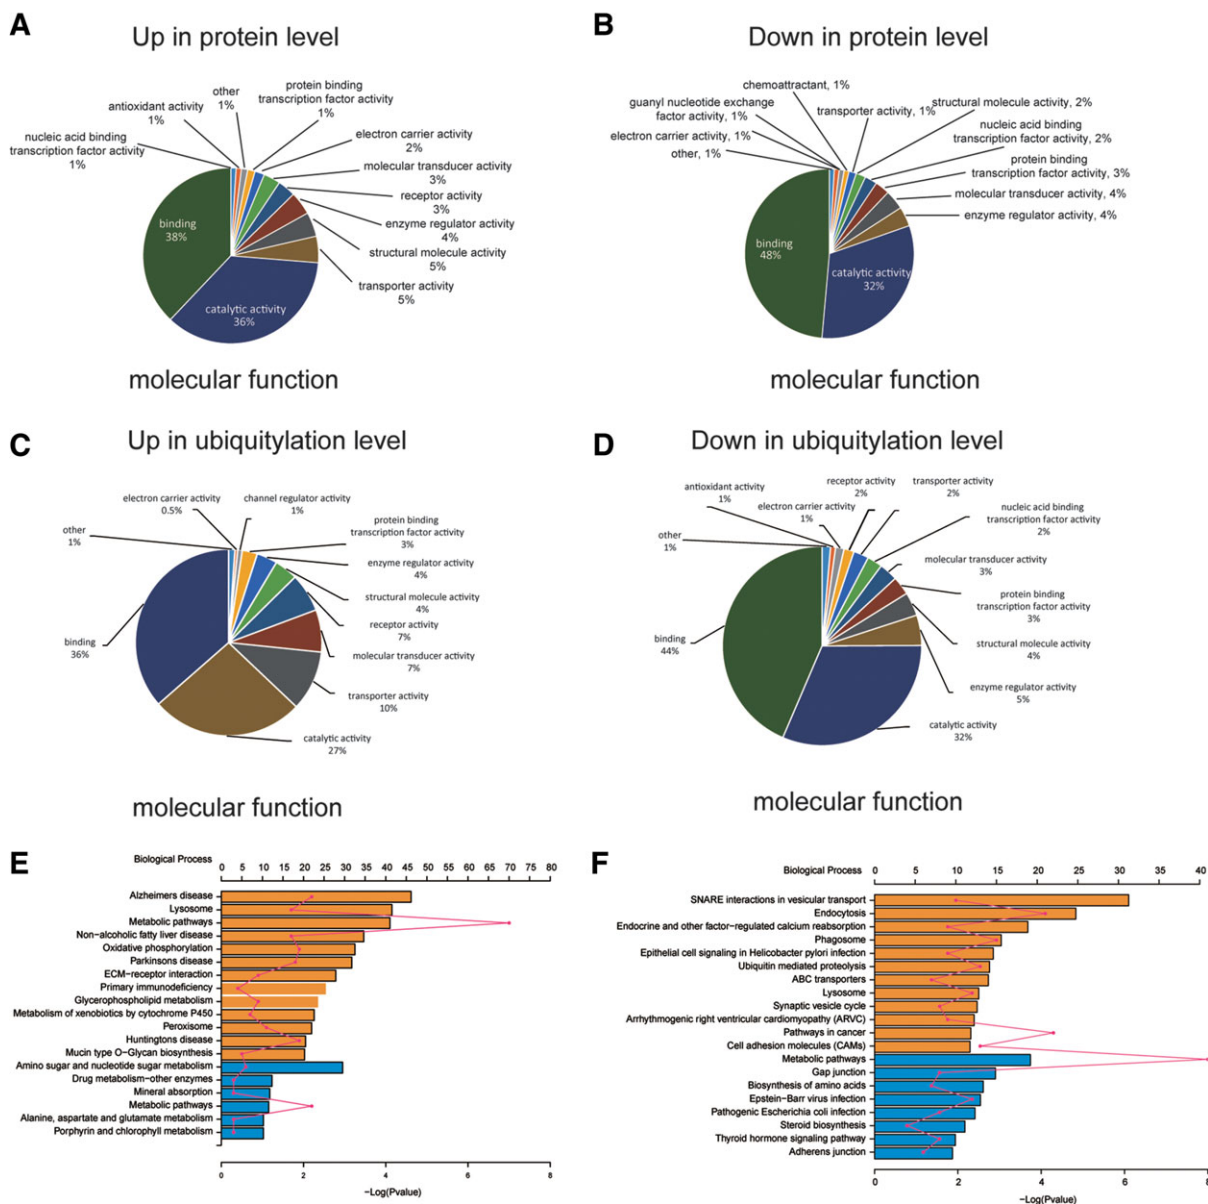 A
Up in protein level
other
1%
protein binding
transcription factor activity
1%
antioxidant activity
1%
nucleic acid binding
transcription factor activity
1%
electron carrier activity
2%
molecular transducer activity
3%
receptor activity
3%
enzyme regulator activity
4%
structural molecule activity
5%
transporter activity
5%
binding
38%
catalytic activity
36%
molecular function
B
Down in protein level
chemoattractant, 1%
guanyl nucleotide exchange
factor activity, 1%
transporter activity, 1%
structural molecule activity, 2%
electron carrier activity, 1%
nucleic acid binding
transcription factor activity, 2%
other, 1%
protein binding
transcription factor activity, 3%
molecular transducer activity, 4%
enzyme regulator activity, 4%
binding
48%
catalytic activity
32%
molecular function
C
Up in ubiquitylation level
electron carrier activity
0.5%
channel regulator activity
1%
other
1%
protein binding
transcription factor activity
3%
enzyme regulator activity
4%
structural molecule activity
4%
receptor activity
7%
molecular transducer activity
7%
transporter activity
10%
binding
36%
catalytic activity
27%
molecular function
D
Down in ubiquitylation level
receptor activity
2%
transporter activity
2%
antioxidant activity
1%
electron carrier activity
1%
nucleic acid binding
transcription factor activity
2%
other
1%
molecular transducer activity
3%
protein binding
transcription factor activity
3%
structural molecule activity
4%
enzyme regulator activity
5%
binding
44%
catalytic activity
32%
molecular function
E
Biological Process
0 5 10 15 20 25 30 35 40 45 50 55 60 65 70 75 80
Alzheimers disease
Lysosome
Metabolic pathways
Non-alcoholic fatty liver disease
Oxidative phosphorylation
Parkinsons disease
ECM-receptor interaction
Primary immunodeficiency
Glycerophospholipid metabolism
Metabolism of xenobiotics by cytochrome P450
Peroxisome
Huntingtons disease
Mucin type O-Glycan biosynthesis
Amino sugar and nucleotide sugar metabolism
Drug metabolism-other enzymes
Mineral absorption
Metabolic pathways
Alanine, aspartate and glutamate metabolism
Porphyrin and chlorophyll metabolism
0 2 4 6 8
-Log(Pvalue)
F
Biological Process
0 5 10 15 20 25 30 35 40
SNARE interactions in vesicular transport
Endocytosis
Endocrine and other factor-regulated calcium reabsorption
Phagosome
Epithelial cell signaling in Helicobacter pylori infection
Ubiquitin mediated proteolysis
ABC transporters
Lysosome
Synaptic vesicle cycle
Arrhythmogenic right ventricular cardiomyopathy (ARVC)
Pathways in cancer
Cell adhesion molecules (CAMs)
Metabolic pathways
Gap junction
Biosynthesis of amino acids
Epstein-Barr virus infection
Pathogenic Escherichia coli infection
Steroid biosynthesis
Thyroid hormone signaling pathway
Adherens junction
0 2 4 6 8
-Log(Pvalue)